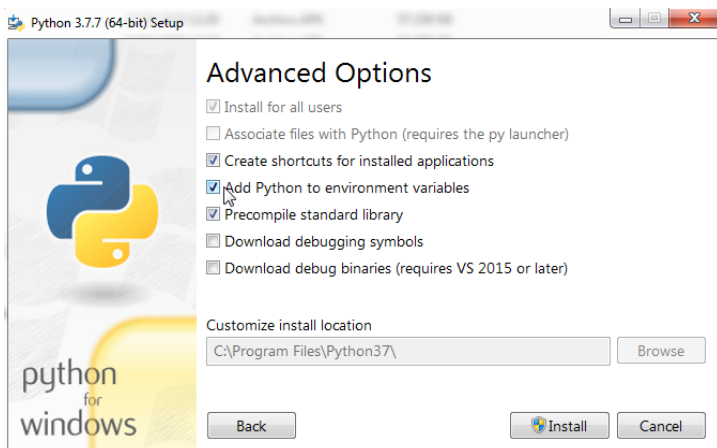 Python 3.7.7 (64-bit) Setup
Advanced Options
Install for all users
Associate files with Python (requires the py launcher)
Create shortcuts for installed applications
Add Python to environment variables
Precompile standard library
Download debugging symbols
Download debug binaries (requires VS 2015 or later)
Customize install location
C:\Program Files\Python37\
Browse
python
for
windows
Back
Install
Cancel